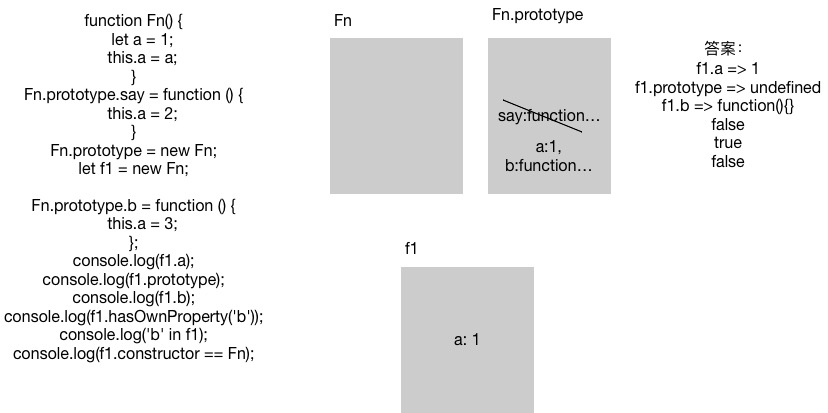 function Fn() {
let a = 1;
this.a = a;
}
Fn.prototype.say = function () {
this.a = 2;
}
Fn.prototype = new Fn;
let f1 = new Fn;
Fn.prototype.b = function () {
this.a = 3;
};
console.log(f1.a);
console.log(f1.prototype);
console.log(f1.b);
console.log(f1.hasOwnProperty('b'));
console.log('b' in f1);
console.log(f1.constructor == Fn);
Fn
Fn.prototype
say:function…
a:1,
b:function…
f1
a: 1
答案：
f1.a => 1
f1.prototype => undefined
f1.b => function(){}
false
true
false